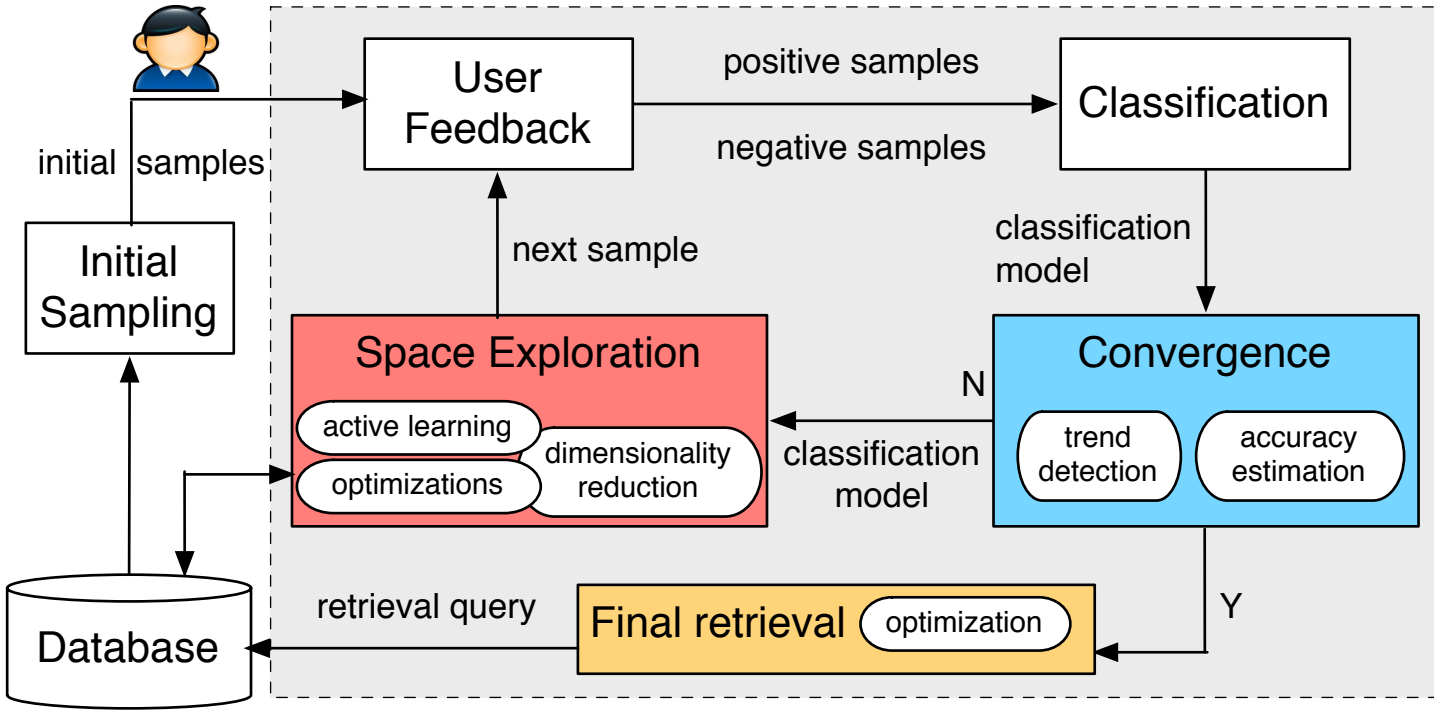 User
Feedback
positive samples
negative samples
Classification
initial samples
Initial
Sampling
next sample
classification
model
Space Exploration
active learning
optimizations
dimensionality
reduction
N
classification
model
Convergence
trend
detection
accuracy
estimation
Y
Final retrieval
optimization
retrieval query
Database